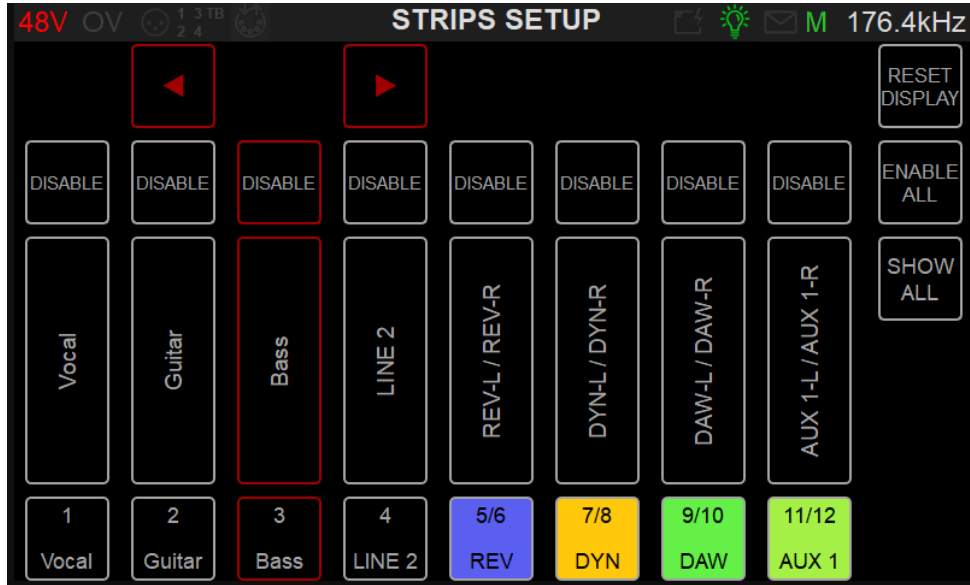 48V OV 1 3 TB 2 4 STRIPS SETUP M 176.4kHz
RESET
DISPLAY
DISABLE DISABLE DISABLE DISABLE DISABLE DISABLE DISABLE DISABLE
ENABLE
ALL
SHOW
ALL
Vocal
Guitar
Bass
LINE 2
REV-L / REV-R
DYN-L / DYN-R
DAW-L / DAW-R
AUX 1-L / AUX 1-R
1 2 3 4 5/6 7/8 9/10 11/12
Vocal Guitar Bass LINE 2 REV DYN DAW AUX 1